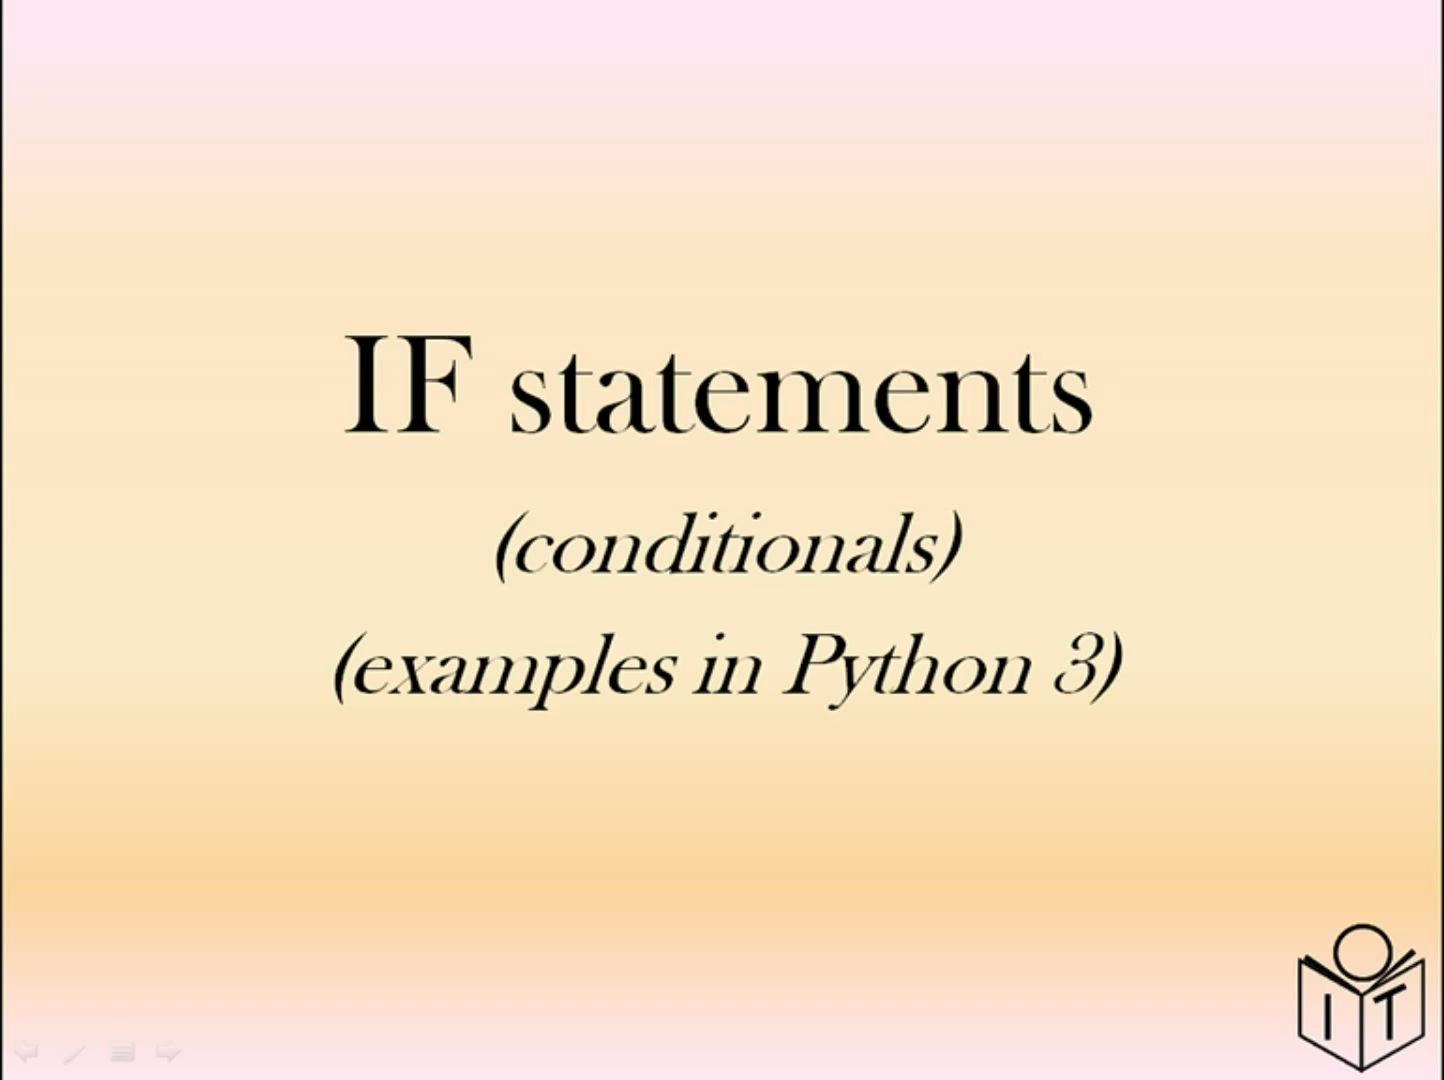 IF statements
(conditionals)
(examples in Python 3)
I T